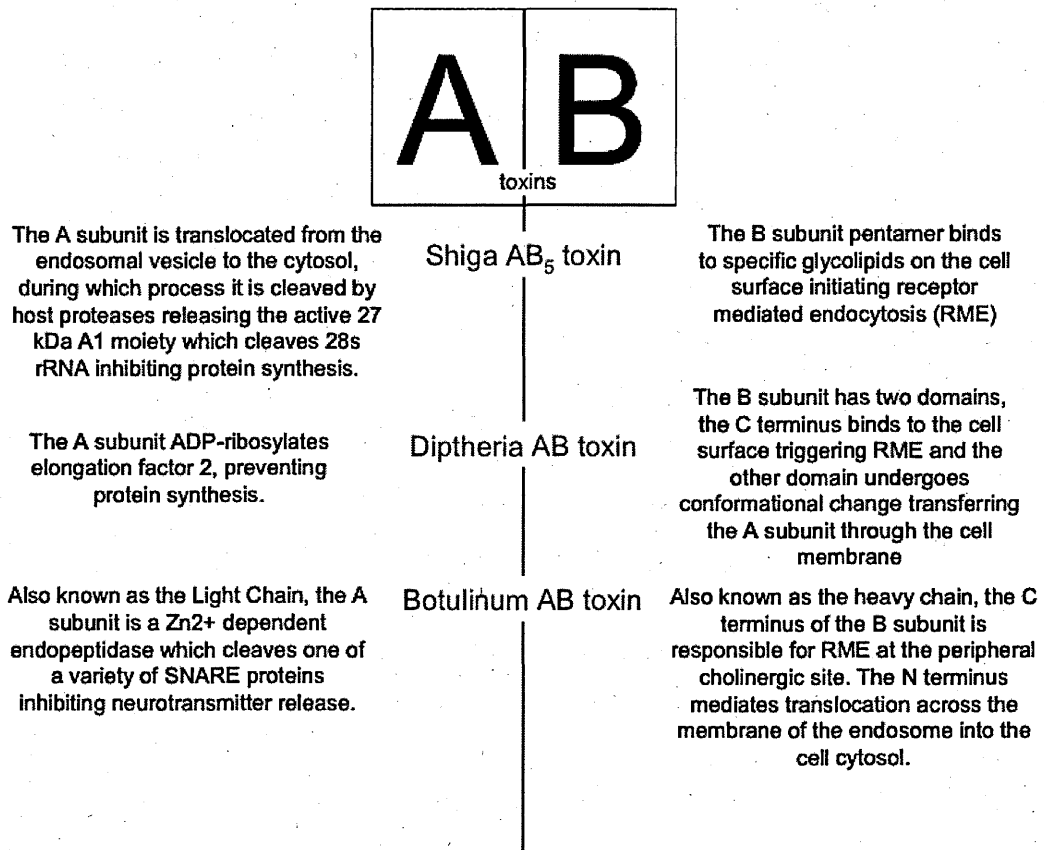 A B
toxins
The A subunit is translocated from the
endosomal vesicle to the cytosol,
during which process it is cleaved by
host proteases releasing the active 27
kDa A1 moiety which cleaves 28s
rRNA inhibiting protein synthesis.
Shiga AB5 toxin
The B subunit pentamer binds
to specific glycolipids on the cell
surface initiating receptor
mediated endocytosis (RME)
The A subunit ADP-ribosylates
elongation factor 2, preventing
protein synthesis.
Diptheria AB toxin
The B subunit has two domains,
the C terminus binds to the cell
surface triggering RME and the
other domain undergoes
conformational change transferring
the A subunit through the cell
membrane
Also known as the Light Chain, the A
subunit is a Zn2+ dependent
endopeptidase which cleaves one of
a variety of SNARE proteins
inhibiting neurotransmitter release.
Botulinum AB toxin
Also known as the heavy chain, the C
terminus of the B subunit is
responsible for RME at the peripheral
cholinergic site. The N terminus
mediates translocation across the
membrane of the endosome into the
cell cytosol.